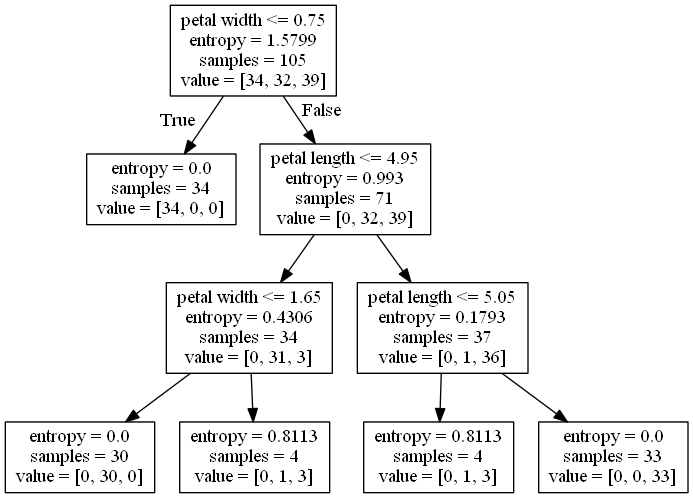 petal width <= 0.75
entropy = 1.5799
samples = 105
value = [34, 32, 39]
True
False
entropy = 0.0
samples = 34
value = [34, 0, 0]
petal length <= 4.95
entropy = 0.993
samples = 71
value = [0, 32, 39]
petal width <= 1.65
entropy = 0.4306
samples = 34
value = [0, 31, 3]
petal length <= 5.05
entropy = 0.1793
samples = 37
value = [0, 1, 36]
entropy = 0.0
samples = 30
value = [0, 30, 0]
entropy = 0.8113
samples = 4
value = [0, 1, 3]
entropy = 0.8113
samples = 4
value = [0, 1, 3]
entropy = 0.0
samples = 33
value = [0, 0, 33]